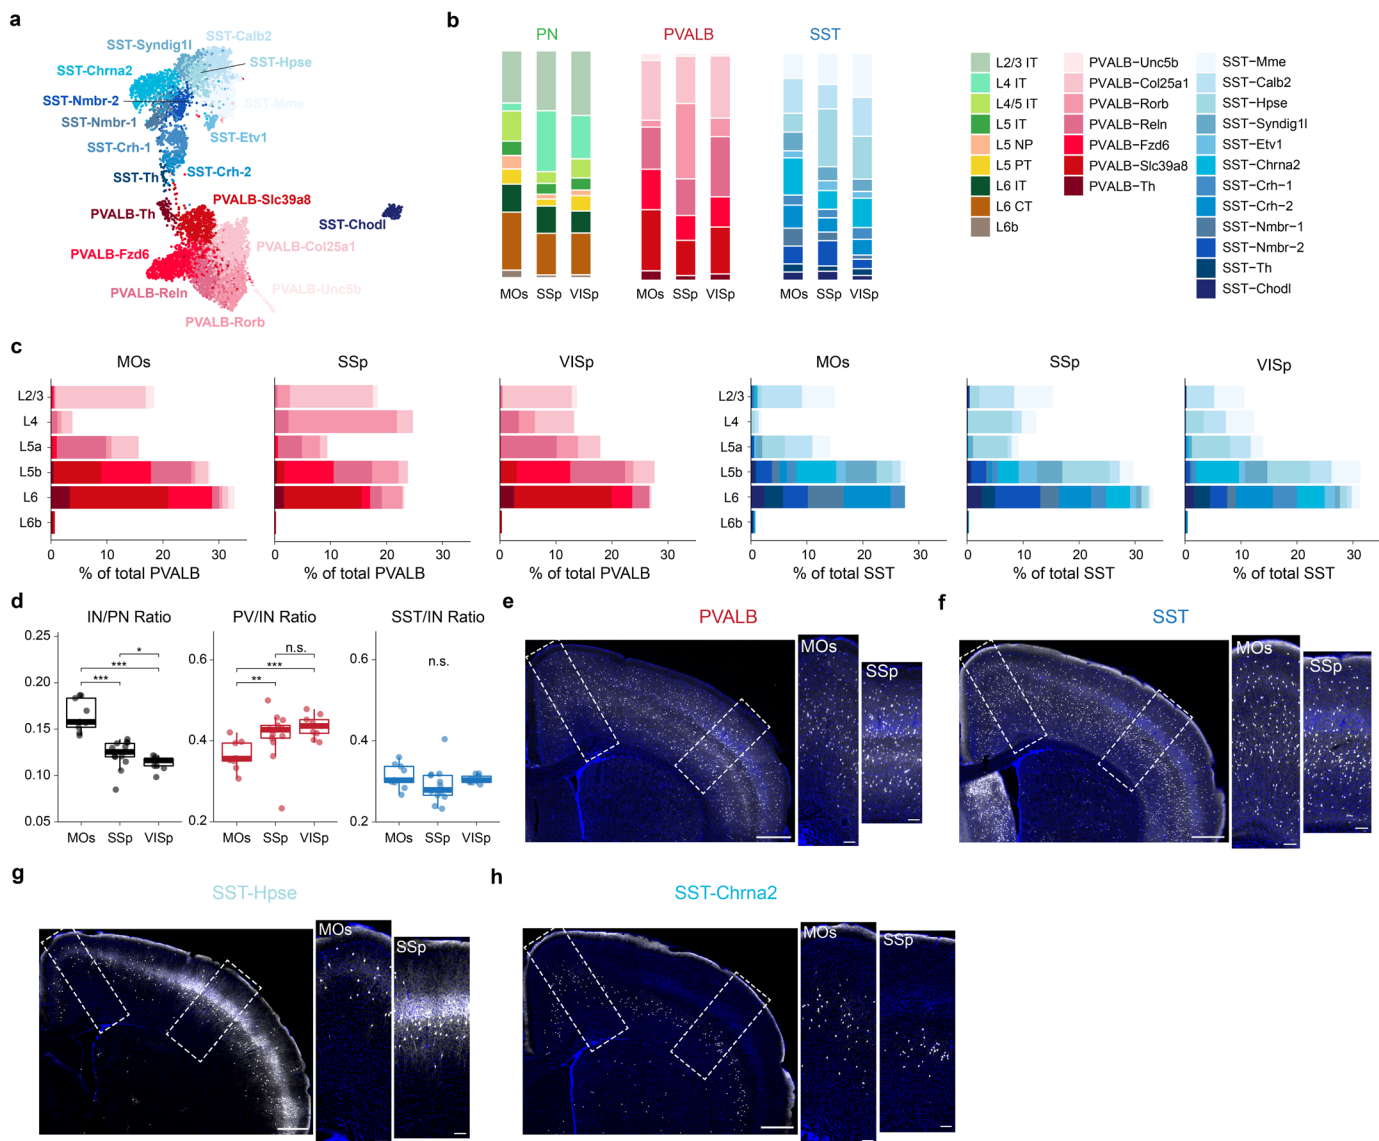 a
SST-Calb2
SST-Syndig1l
SST-Hpse
SST-Chrna2
SST-Nmbr-2
SST-Mme
SST-Nmbr-1
SST-Etv1
SST-Crh-1
SST-Th
SST-Crh-2
PVALB-Slc39a8
PVALB-Th
SST-Chodl
PVALB-Col25a1
PVALB-Fzd6
PVALB-Reln
PVALB-Unc5b
PVALB-Rorb
b
PN PVALB SST
MOs SSp VISp
MOs SSp VISp
MOs SSp VISp
L2/3 IT
L4 IT
L4/5 IT
L5 IT
L5 NP
L5 PT
L6 IT
L6 CT
L6b
PVALB−Unc5b
PVALB−Col25a1
PVALB−Rorb
PVALB−Reln
PVALB−Fzd6
PVALB−Slc39a8
PVALB−Th
SST−Mme
SST−Calb2
SST−Hpse
SST−Syndig1l
SST−Etv1
SST−Chrna2
SST−Crh−1
SST−Crh−2
SST−Nmbr−1
SST−Nmbr−2
SST−Th
SST−Chodl
c
MOs SSp VISp MOs SSp VISp
L2/3
L4
L5a
L5b
L6
L6b
0 10 20 30
% of total PVALB
0 10 20 30
% of total PVALB
0 10 20 30
% of total PVALB
L2/3
L4
L5a
L5b
L6
L6b
0 10 20 30
% of total SST
0 10 20 30
% of total SST
0 10 20 30
% of total SST
d
IN/PN Ratio
0.25
0.20
0.15
0.10
0.05
*
***
***
MOs SSp VISp
PV/IN Ratio
0.6
0.4
0.2
n.s.
***
**
MOs SSp VISp
SST/IN Ratio
0.6
0.4
0.2
n.s.
MOs SSp VISp
e
PVALB
MOs
SSp
f
SST
MOs
SSp
g
SST-Hpse
MOs
SSp
h
SST-Chrna2
MOs
SSp